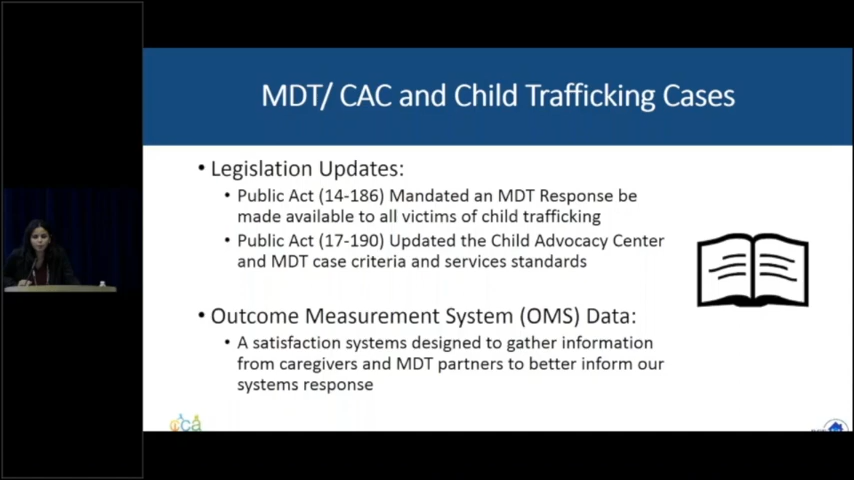 MDT/ CAC and Child Trafficking Cases
• Legislation Updates:
• Public Act (14-186) Mandated an MDT Response be
made available to all victims of child trafficking
• Public Act (17-190) Updated the Child Advocacy Center
and MDT case criteria and services standards
• Outcome Measurement System (OMS) Data:
• A satisfaction systems designed to gather information
from caregivers and MDT partners to better inform our
systems response
cca